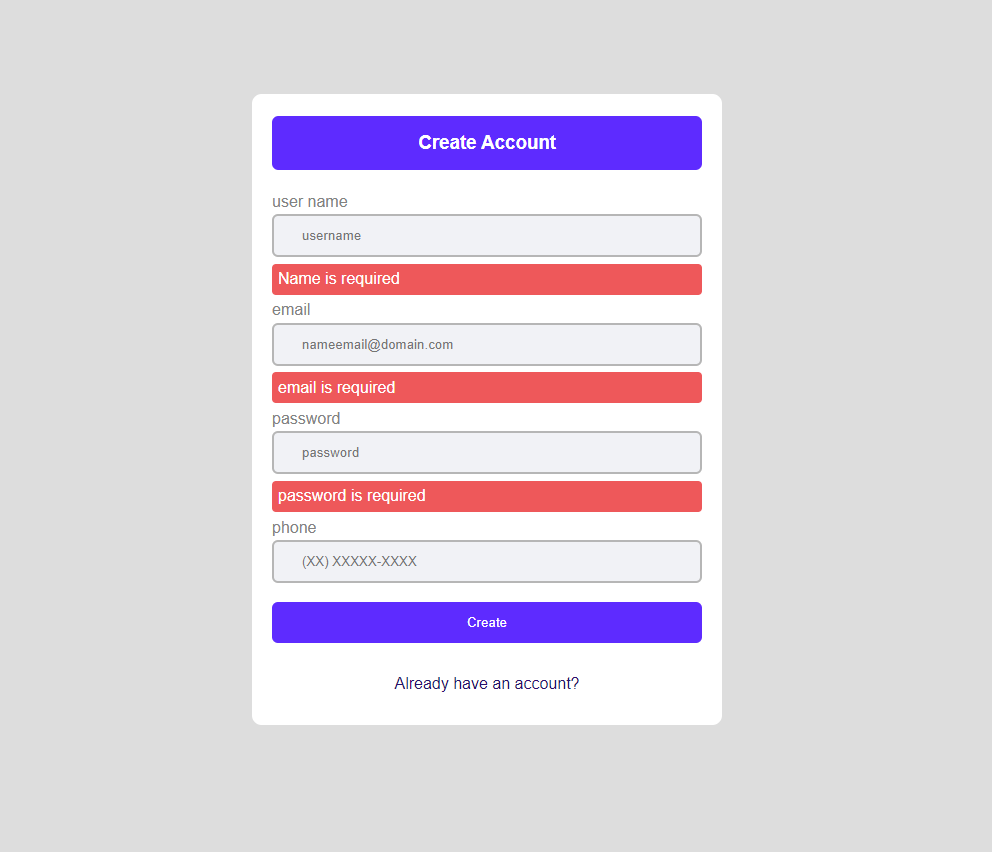 Create Account
user name
username
Name is required
email
nameemail@domain.com
email is required
password
password
password is required
phone
(XX) XXXXX-XXXX
Create
Already have an account?